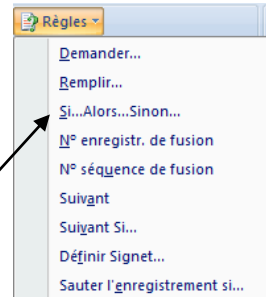 Règles
Demander...
Remplir...
Si...Alors...Sinon...
N° enregistr. de fusion
N° séquence de fusion
Suivant
Suivant Si...
Définir Signet...
Sauter l'enregistrement si...